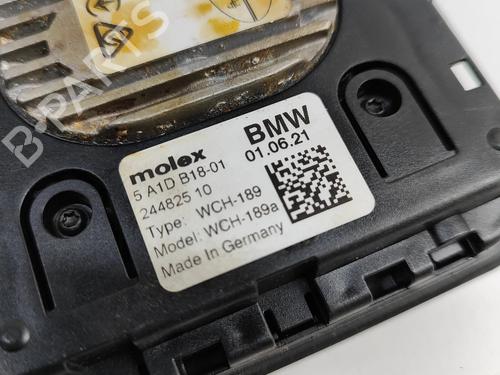 molex
BMW
5 A1D B18-01
01.06.21
244825 10
Type: WCH-189
Model: WCH-189a
Made in Germany
B-PARTS